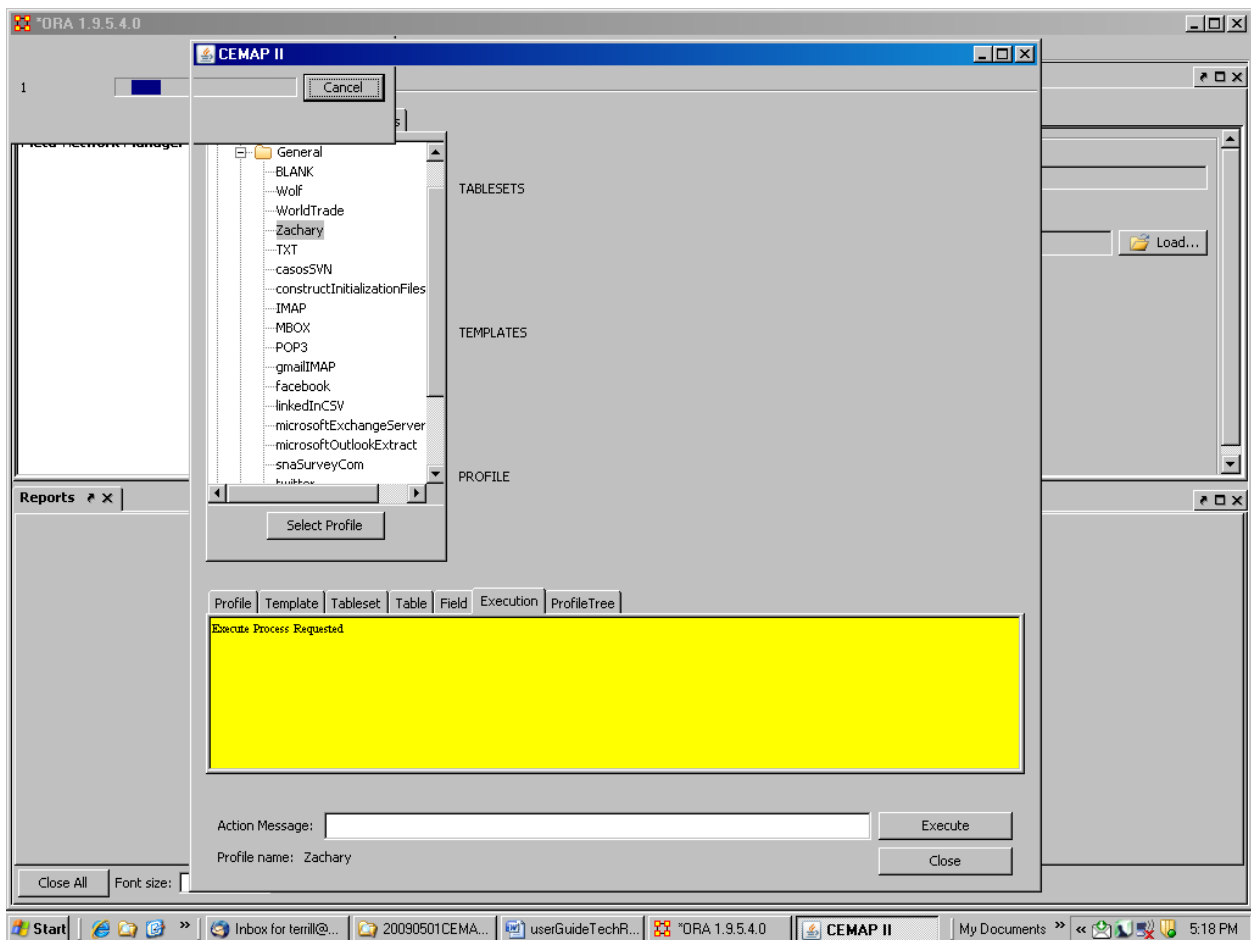 *ORA 1.9.5.4.0
CEMAP II
1
Cancel
s
General
BLANK
Wolf
WorldTrade
Zachary
TXT
casosSVN
constructInitializationFiles
IMAP
MBOX
POP3
gmailIMAP
facebook
linkedInCSV
microsoftExchangeServer
microsoftOutlookExtract
snaSurveyCom
twitter
Select Profile
TABLESETS
TEMPLATES
PROFILE
Load...
Reports
Profile Template Tableset Table Field Execution ProfileTree
Execute Process Requested
Action Message:
Execute
Profile name: Zachary
Close
Close All Font size:
Start » Inbox for terrill@... 20090501CEMA... userGuideTechR... *ORA 1.9.5.4.0 CEMAP II My Documents » « 5:18 PM